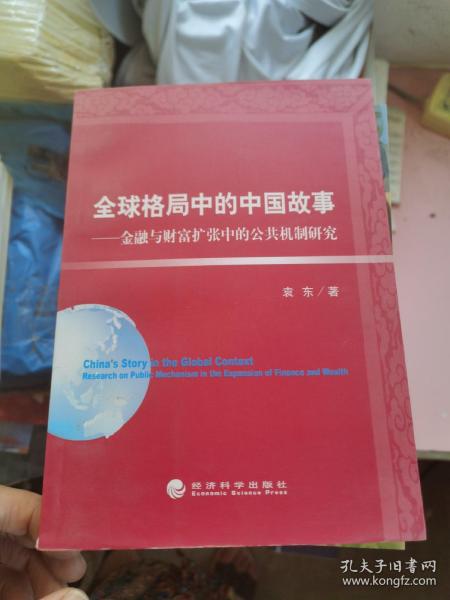 全球格局中的中国故事
——金融与财富扩张中的公共机制研究
袁 东／著
China's Story in the Global Context
Research on Public Mechanism in the Expansion of Finance and Wealth
经济科学出版社
Economic Science Press
孔夫子旧书网
www.kongfz.com